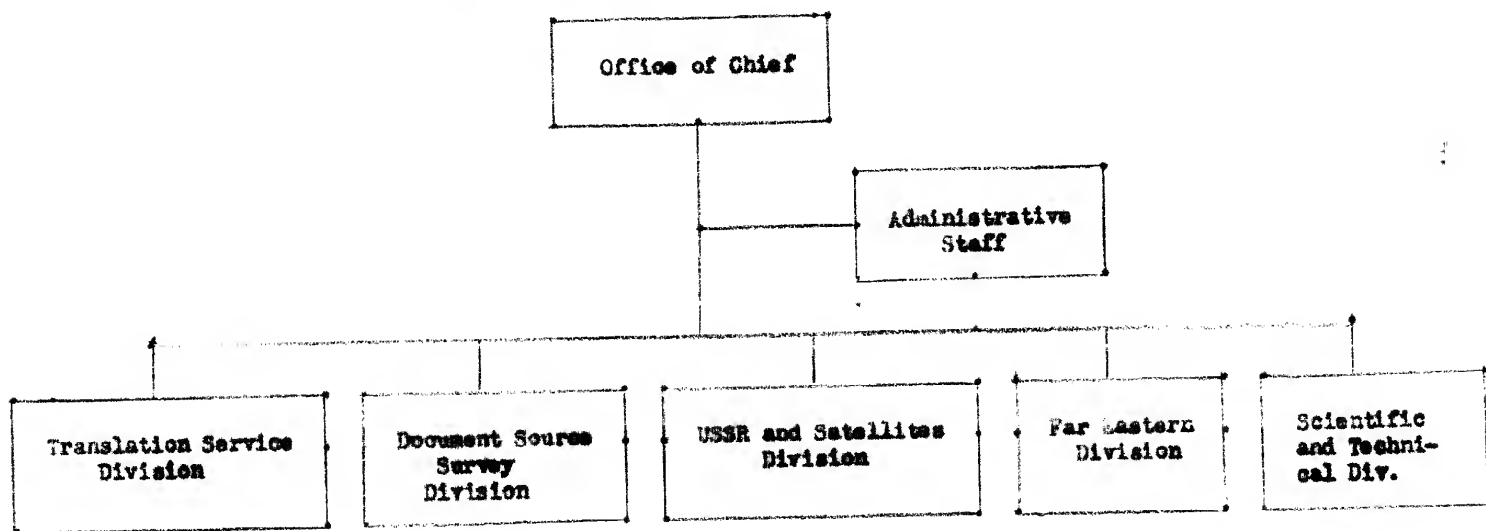 Office of Chief
Administrative
Staff
Translation Service
Division
Document Source
Survey
Division
USSR and Satellites
Division
Far Eastern
Division
Scientific
and Techni-
cal Div.